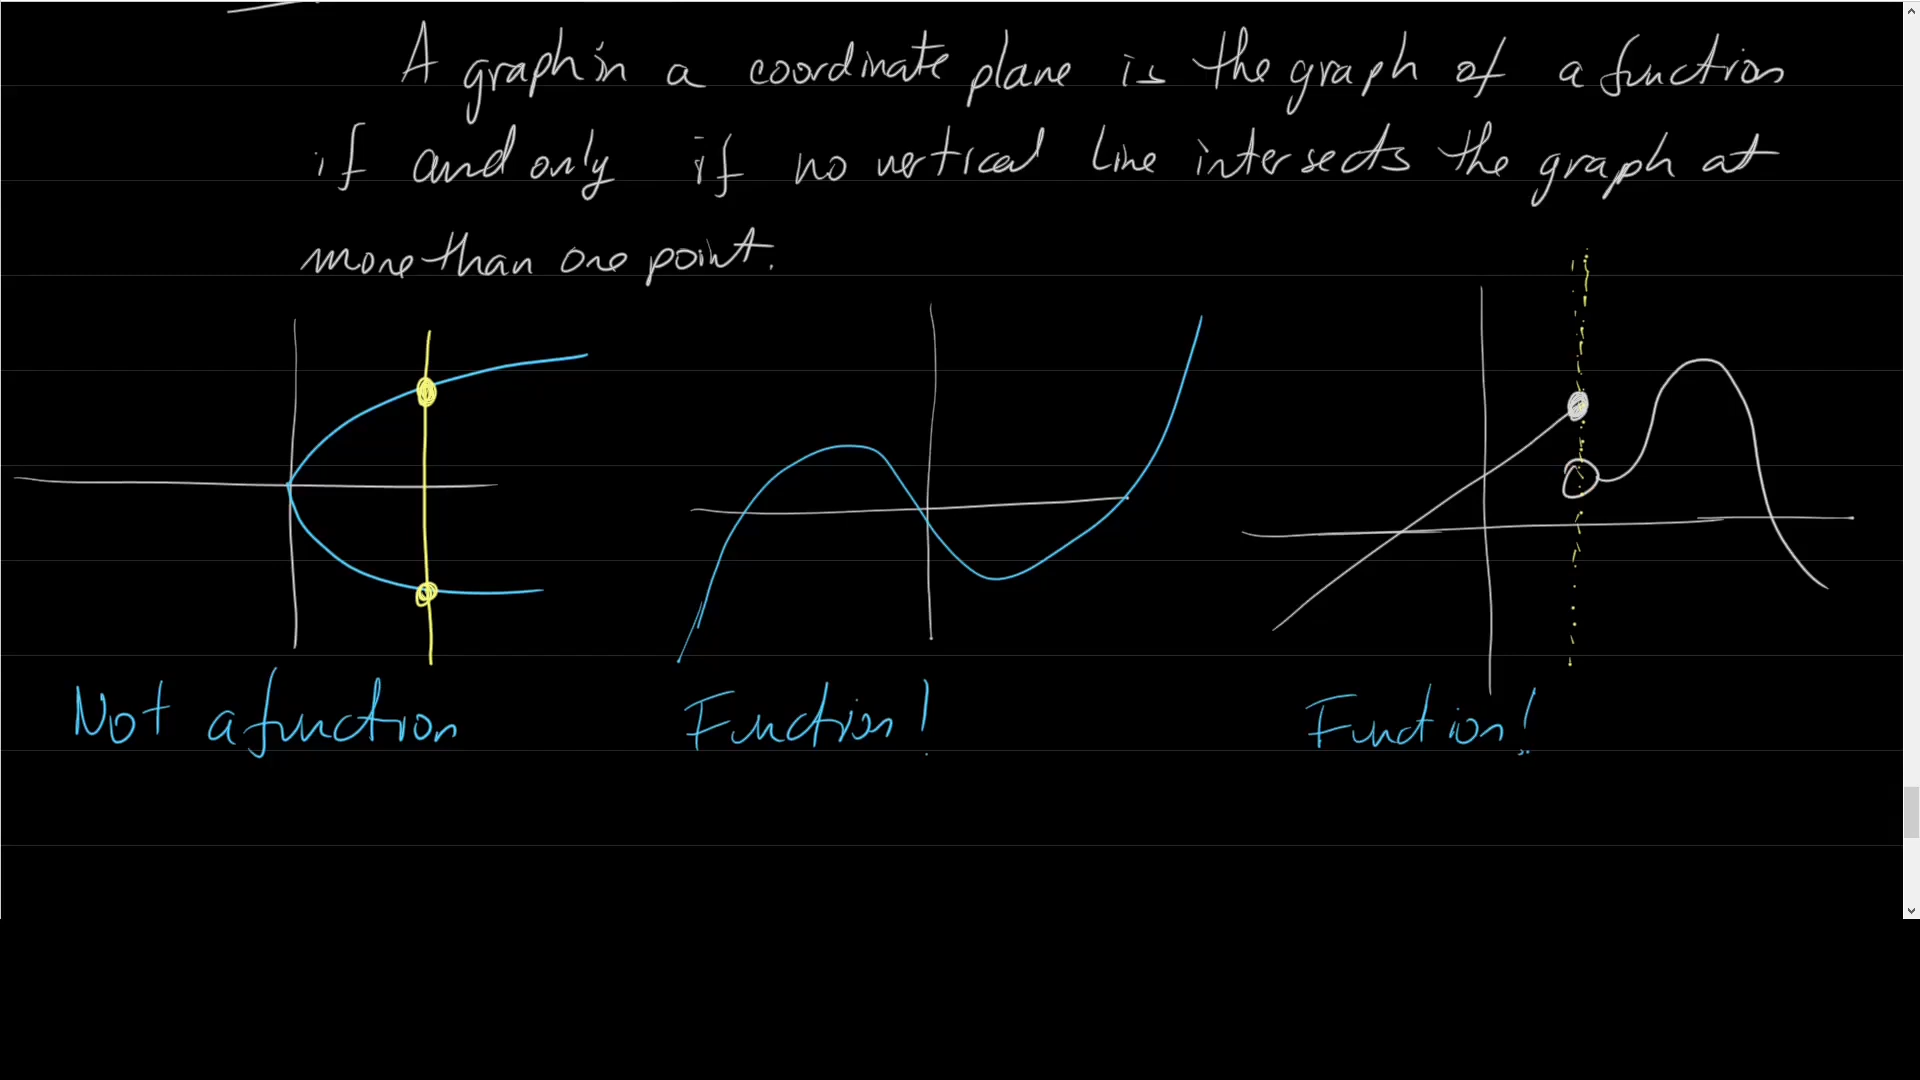 A graph in a coordinate plane is the graph of a function
if and only if no vertical line intersects the graph at
more than one point.
Not a function
Function!
Function!